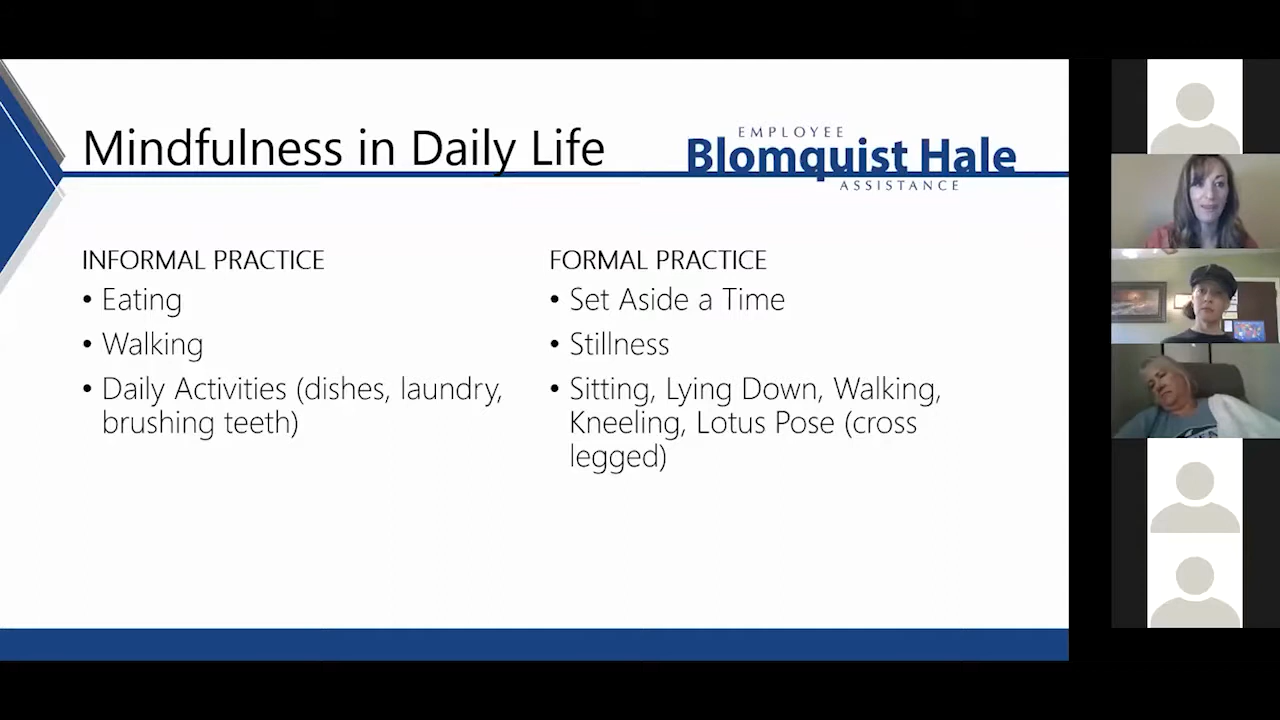 Mindfulness in Daily Life
EMPLOYEE
Blomquist Hale
ASSISTANCE
INFORMAL PRACTICE
• Eating
• Walking
• Daily Activities (dishes, laundry,
brushing teeth)
FORMAL PRACTICE
• Set Aside a Time
• Stillness
• Sitting, Lying Down, Walking,
Kneeling, Lotus Pose (cross
legged)